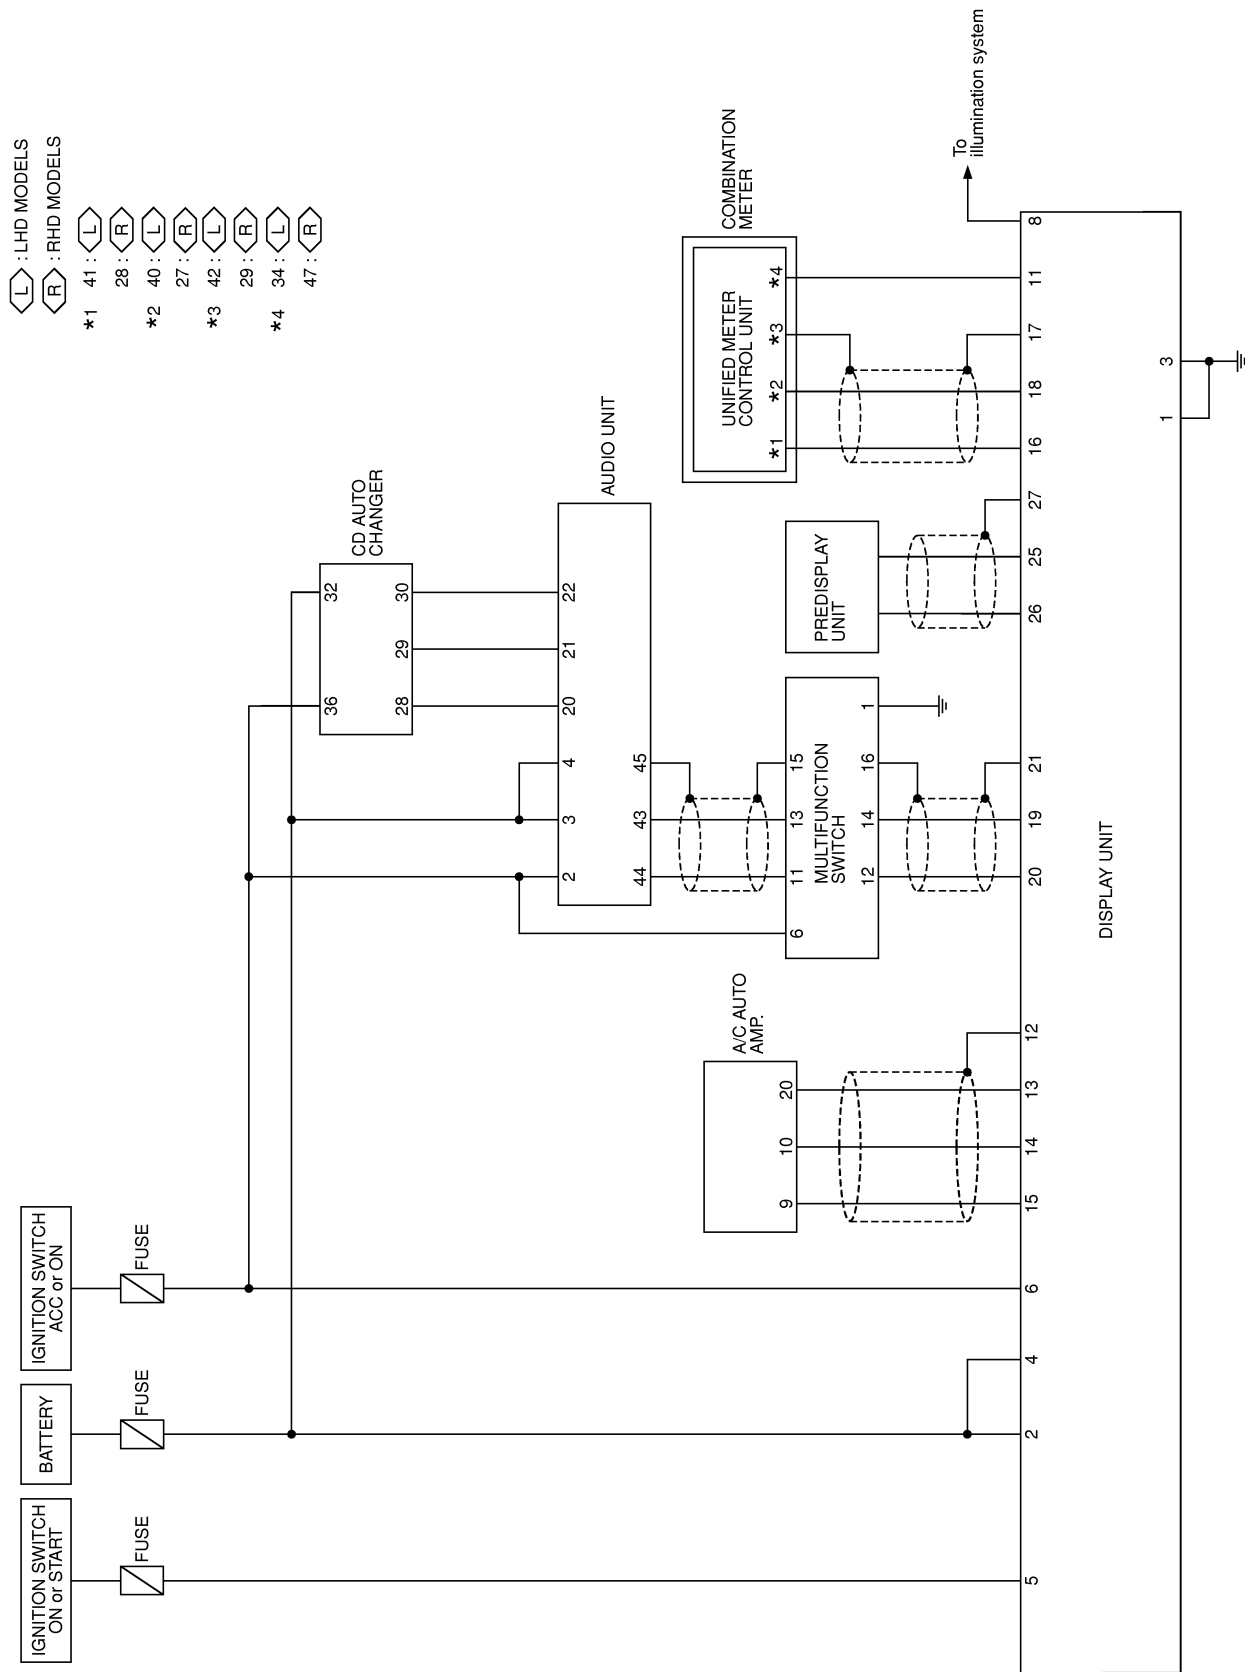 IGNITION SWITCH
ON or START
BATTERY
IGNITION SWITCH
ACC or ON
L : LHD MODELS
R : RHD MODELS
*1 41 : L
28 : R
*2 40 : L
27 : R
*3 42 : L
29 : R
*4 34 : L
47 : R
FUSE
FUSE
FUSE
CD AUTO
CHANGER
36
32
28
29
30
AUDIO UNIT
2
3
4
20
21
22
44
43
45
A/C AUTO
AMP.
9
10
20
6
11
13
15
MULTIFUNCTION
SWITCH
12
14
16
1
PREDISPLAY
UNIT
COMBINATION
METER
UNIFIED METER
CONTROL UNIT
*1
*2
*3
*4
To
illumination system
5
2
4
6
15
14
13
12
20
19
21
26
25
27
16
18
17
11
8
DISPLAY UNIT
1
3